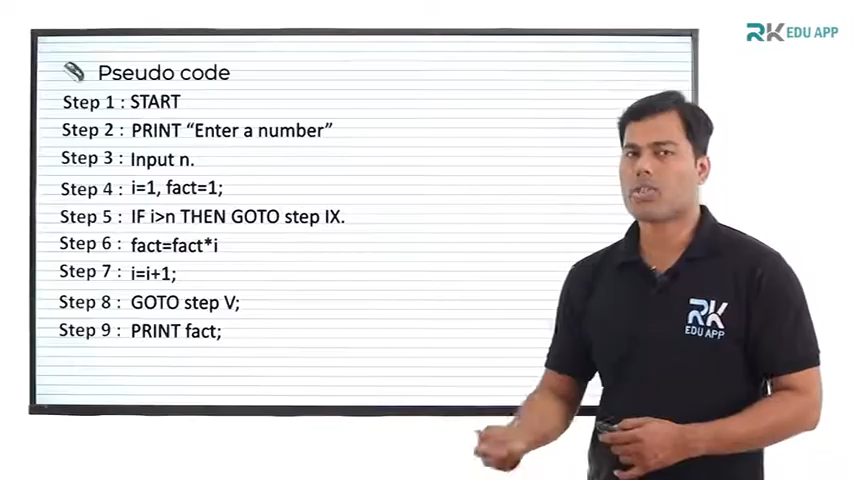 RK EDU APP
Pseudo code
Step 1 : START
Step 2 : PRINT “Enter a number”
Step 3 : Input n.
Step 4 : i=1, fact=1;
Step 5 : IF i>n THEN GOTO step IX.
Step 6 : fact=fact*i
Step 7 : i=i+1;
Step 8 : GOTO step V;
Step 9 : PRINT fact;
RK
EDU APP